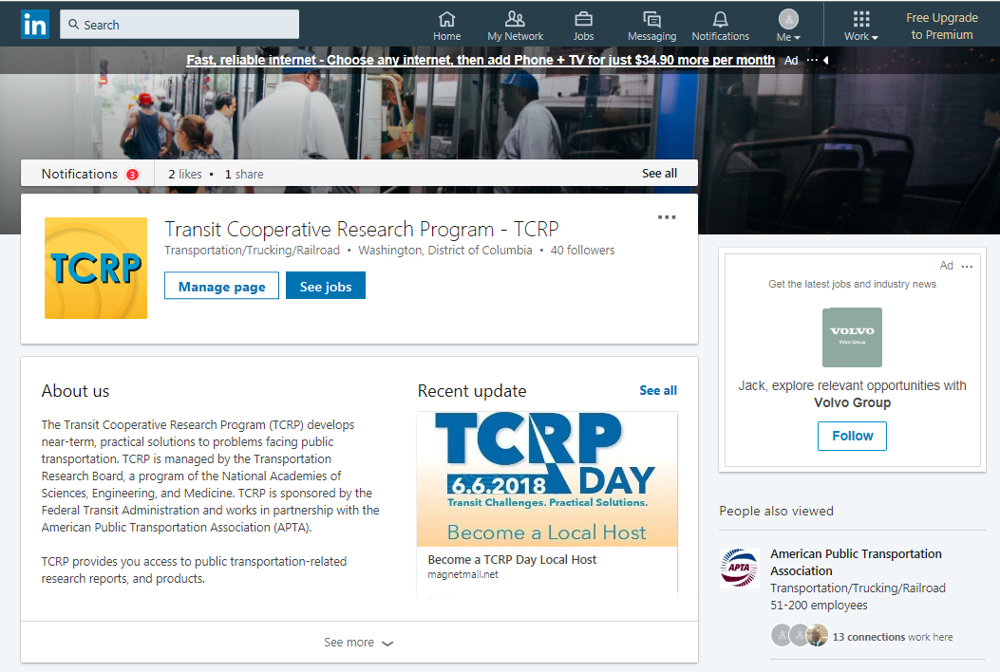 in
Search
Home
My Network
Jobs
Messaging
Notifications
Me
Work
Free Upgrade
to Premium
Fast, reliable internet - Choose any internet, then add Phone + TV for just $34.90 more per month Ad ···
Notifications 3
2 likes • 1 share
See all
TCRP
Transit Cooperative Research Program - TCRP
Transportation/Trucking/Railroad • Washington, District of Columbia • 40 followers
Manage page
See jobs
About us
The Transit Cooperative Research Program (TCRP) develops
near-term, practical solutions to problems facing public
transportation. TCRP is managed by the Transportation
Research Board, a program of the National Academies of
Sciences, Engineering, and Medicine. TCRP is sponsored by the
Federal Transit Administration and works in partnership with the
American Public Transportation Association (APTA).
TCRP provides you access to public transportation-related
research reports, and products.
Recent update
See all
TCRP
6.6.2018 DAY
Transit Challenges. Practical Solutions.
Become a Local Host
Become a TCRP Day Local Host
magnetmail.net
See more
Ad ···
Get the latest jobs and industry news
VOLVO
Volvo Group
Jack, explore relevant opportunities with
Volvo Group
Follow
People also viewed
APTA
American Public Transportation
Association
Transportation/Trucking/Railroad
51-200 employees
13 connections work here